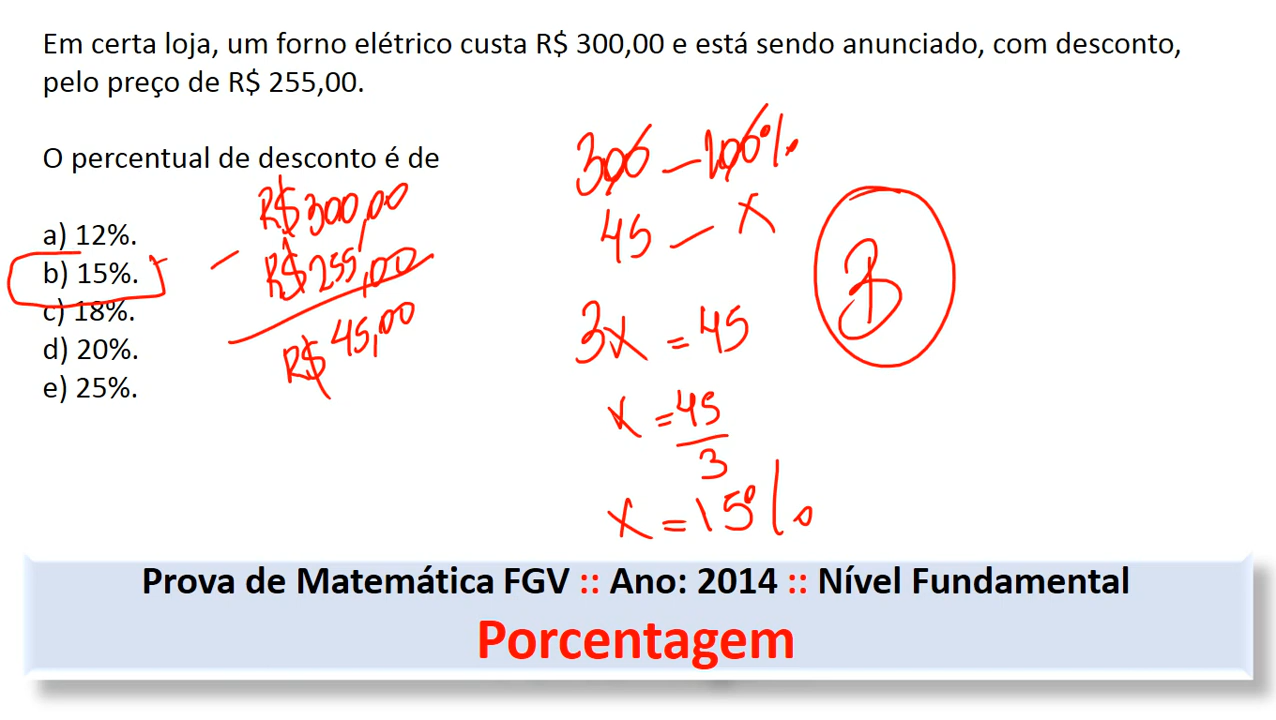 Em certa loja, um forno elétrico custa R$ 300,00 e está sendo anunciado, com desconto,
pelo preço de R$ 255,00.
O percentual de desconto é de
a) 12%.
b) 15%.
c) 18%.
d) 20%.
e) 25%.
R$ 300,00
- R$ 255,00
R$ 45,00
300 — 100%
45 — x
3x = 45
x = 45
3
x = 15%
B
Prova de Matemática FGV :: Ano: 2014 :: Nível Fundamental
Porcentagem